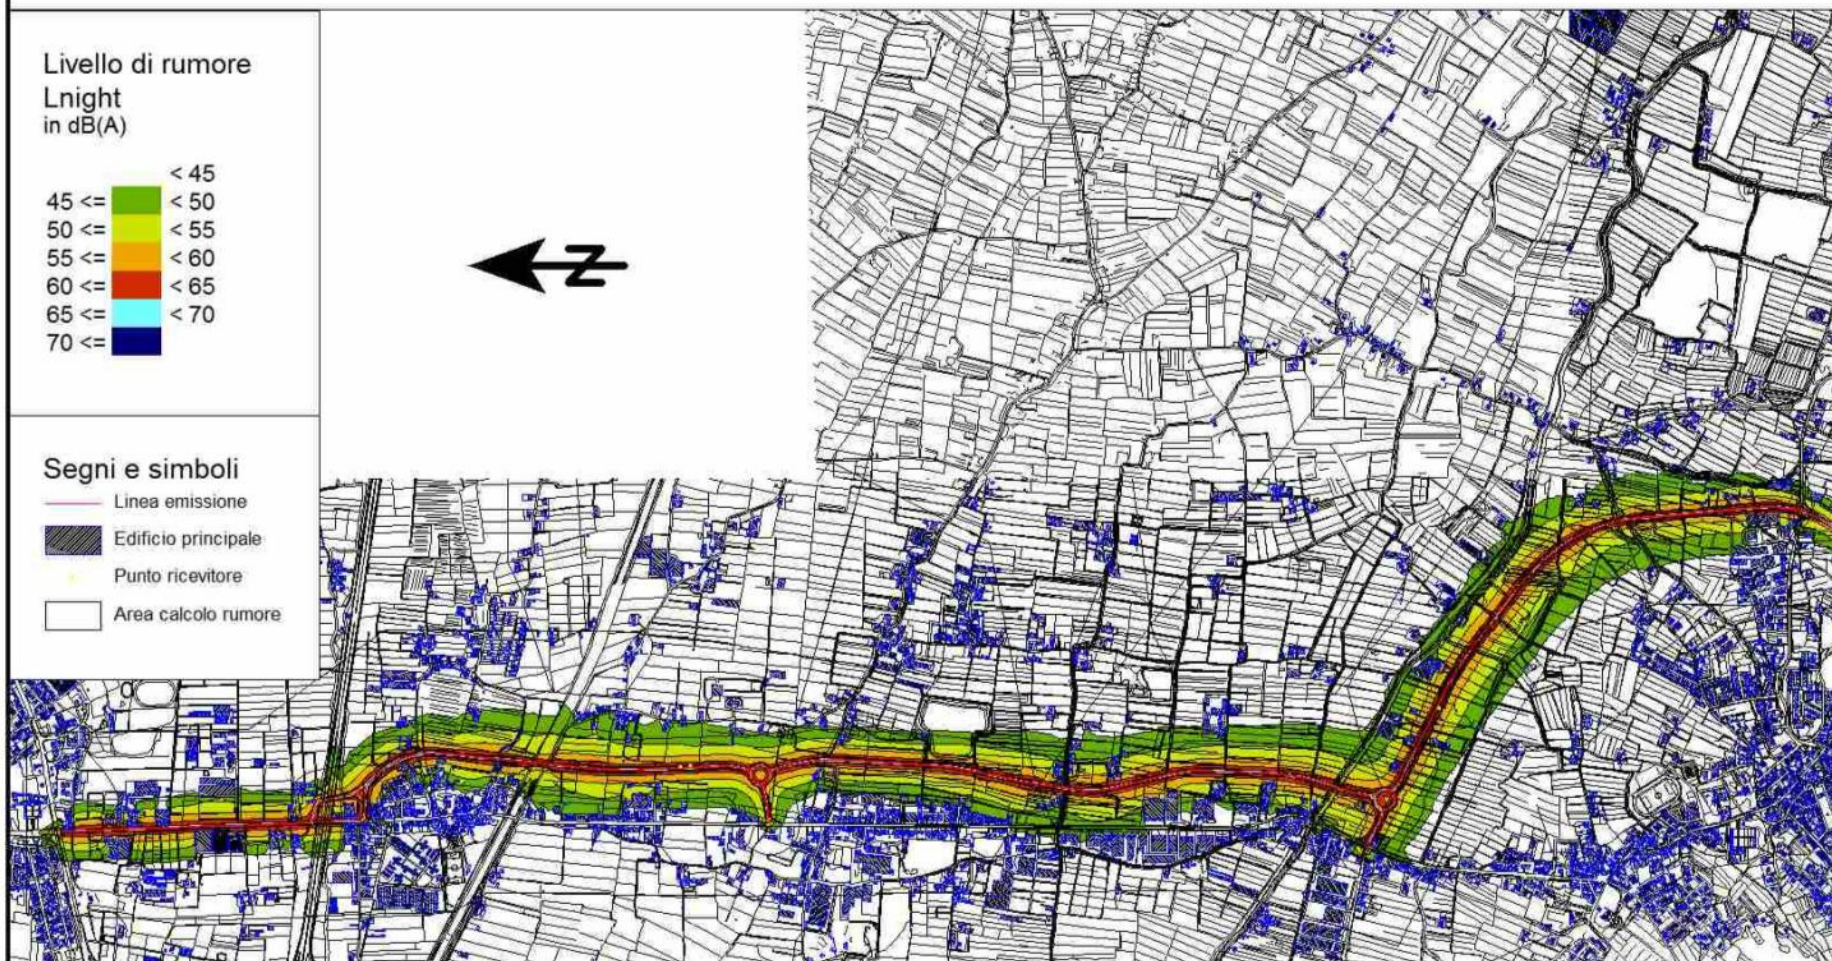 Livello di rumore
Lnight
in dB(A)
< 45
45 <= < 50
50 <= < 55
55 <= < 60
60 <= < 65
65 <= < 70
70 <=
N
Segni e simboli
Linea emissione
Edificio principale
Punto ricevitore
Area calcolo rumore